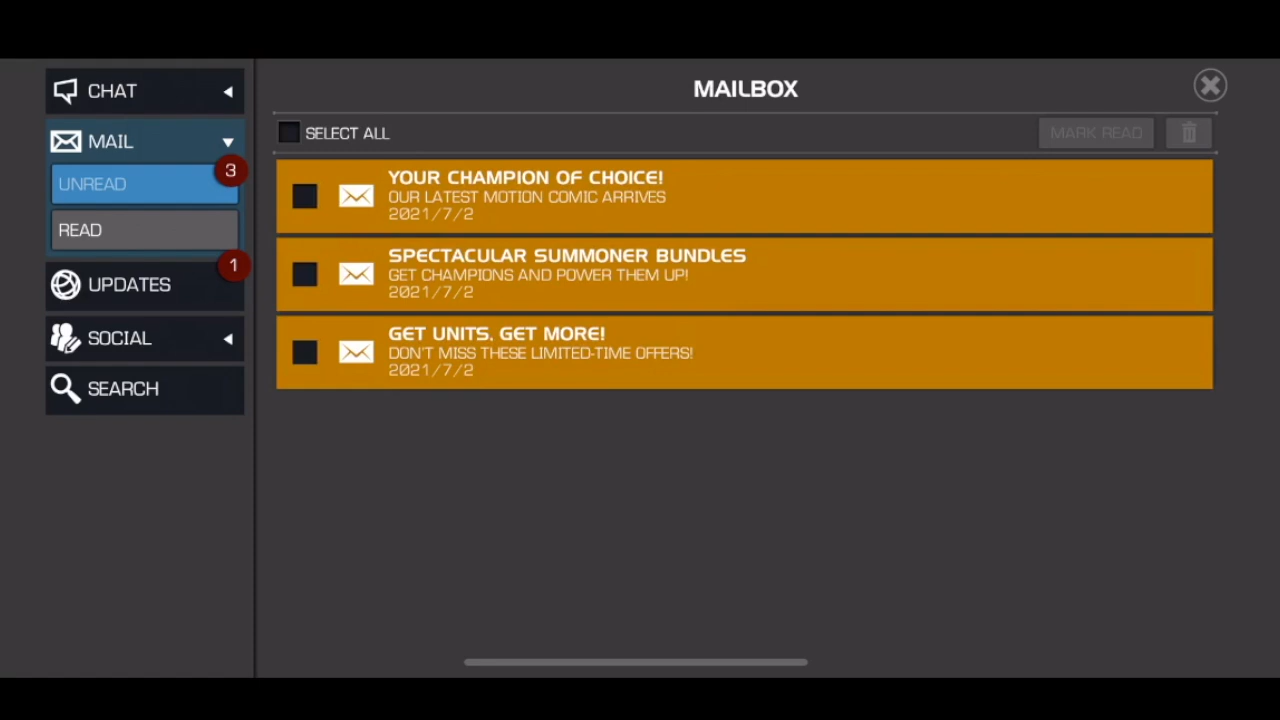 CHAT
MAILBOX
SELECT ALL
MARK READ
MAIL
3
UNREAD
READ
1
UPDATES
SOCIAL
SEARCH
YOUR CHAMPION OF CHOICE!
OUR LATEST MOTION COMIC ARRIVES
2021/7/2
SPECTACULAR SUMMONER BUNDLES
GET CHAMPIONS AND POWER THEM UP!
2021/7/2
GET UNITS, GET MORE!
DON'T MISS THESE LIMITED-TIME OFFERS!
2021/7/2